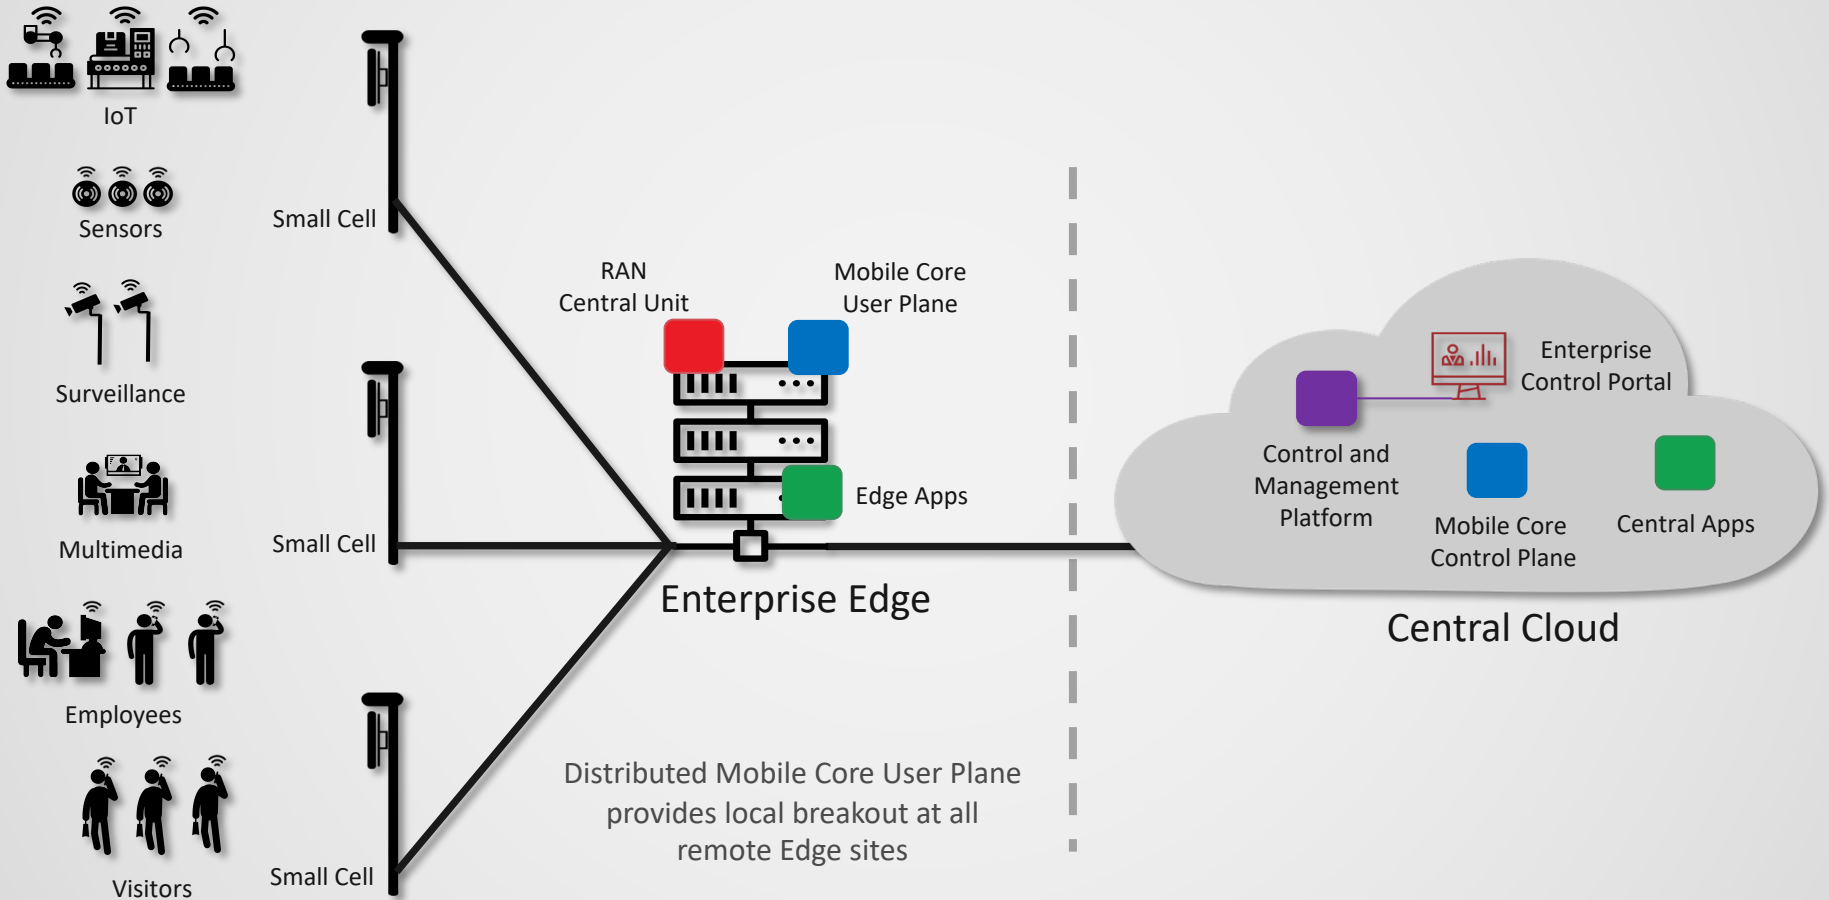 IoT
Sensors
Surveillance
Multimedia
Employees
Visitors
Small Cell
Small Cell
Small Cell
RAN
Central Unit
Mobile Core
User Plane
Edge Apps
Enterprise Edge
Distributed Mobile Core User Plane
provides local breakout at all
remote Edge sites
Enterprise
Control Portal
Control and
Management
Platform
Mobile Core
Control Plane
Central Apps
Central Cloud